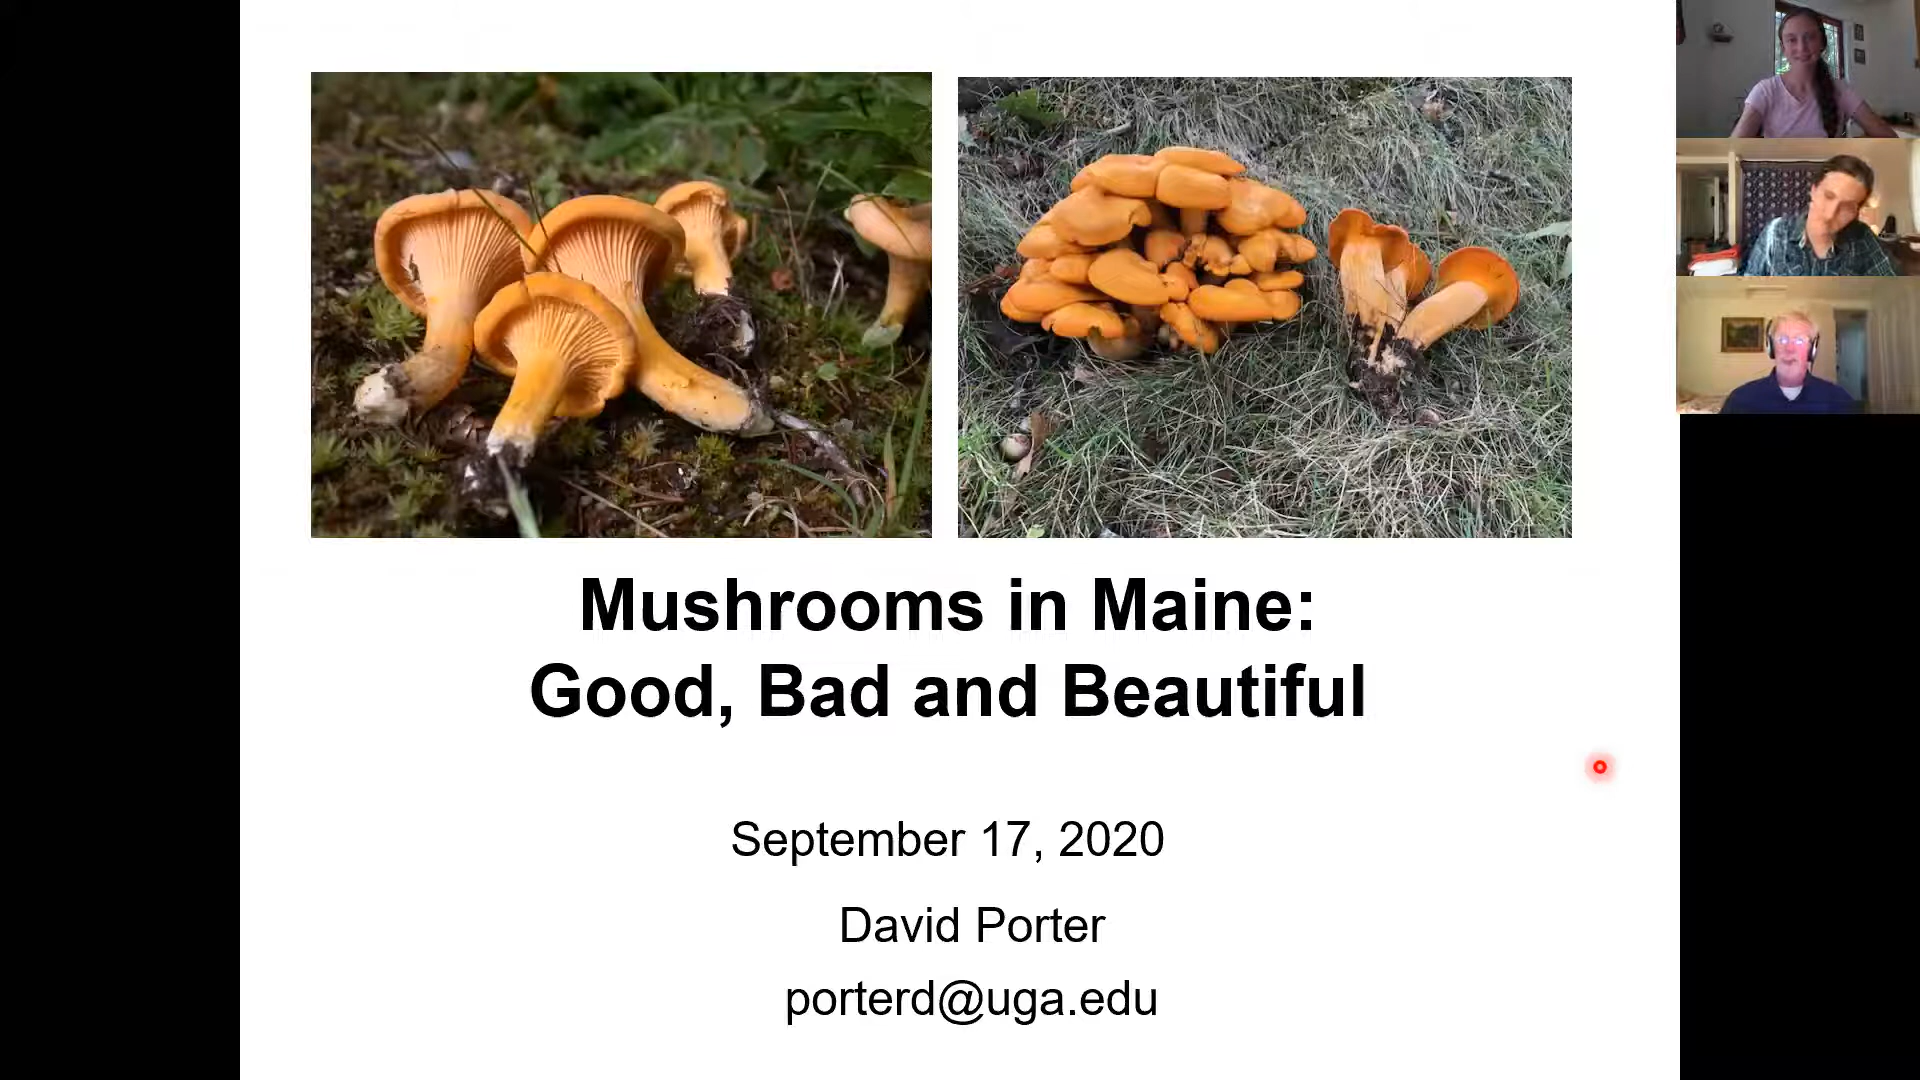 Mushrooms in Maine:
Good, Bad and Beautiful
September 17, 2020
David Porter
porterd@uga.edu